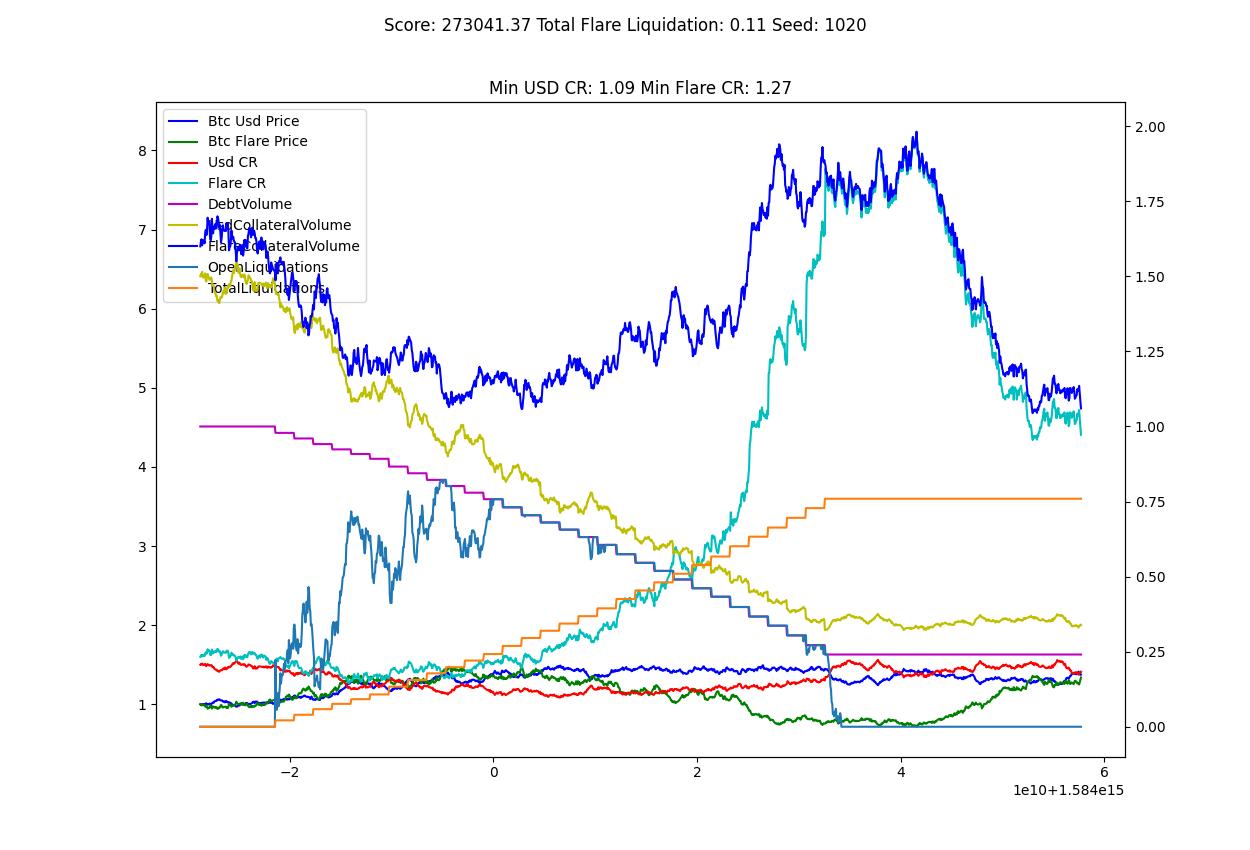 Score: 273041.37 Total Flare Liquidation: 0.11 Seed: 1020
Min USD CR: 1.09 Min Flare CR: 1.27
Btc Usd Price
Btc Flare Price
Usd CR
Flare CR
DebtVolume
UsdCollateralVolume
FlareCollateralVolume
OpenLiquidations
TotalLiquidations
8
7
6
5
4
3
2
1
2.00
1.75
1.50
1.25
1.00
0.75
0.50
0.25
0.00
−2
0
2
4
6
1e10+1.584e15